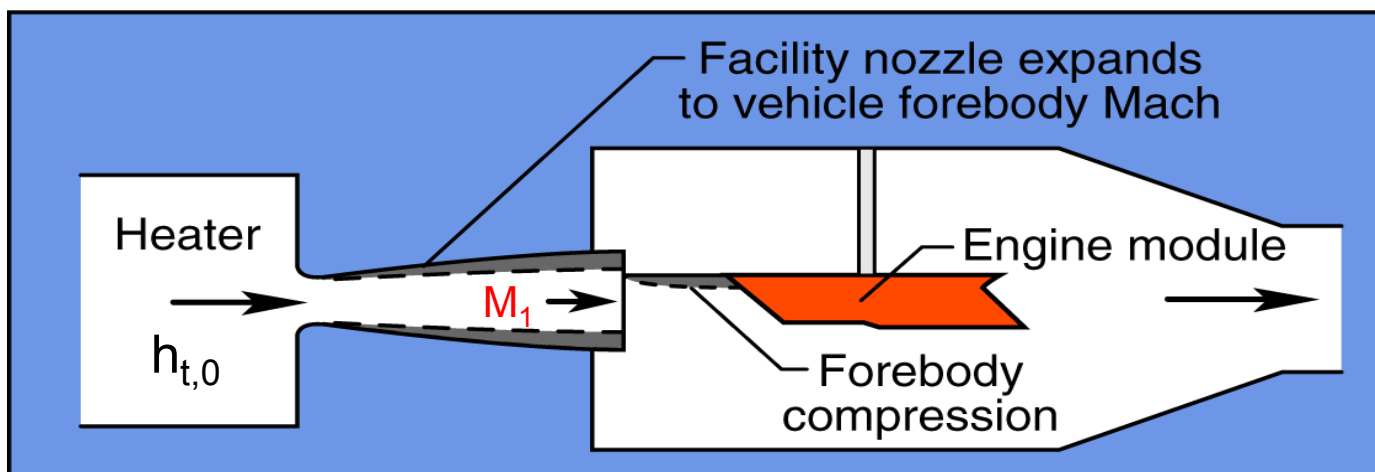 Facility nozzle expands
to vehicle forebody Mach
Heater
Engine module
M1
ht,0
Forebody
compression